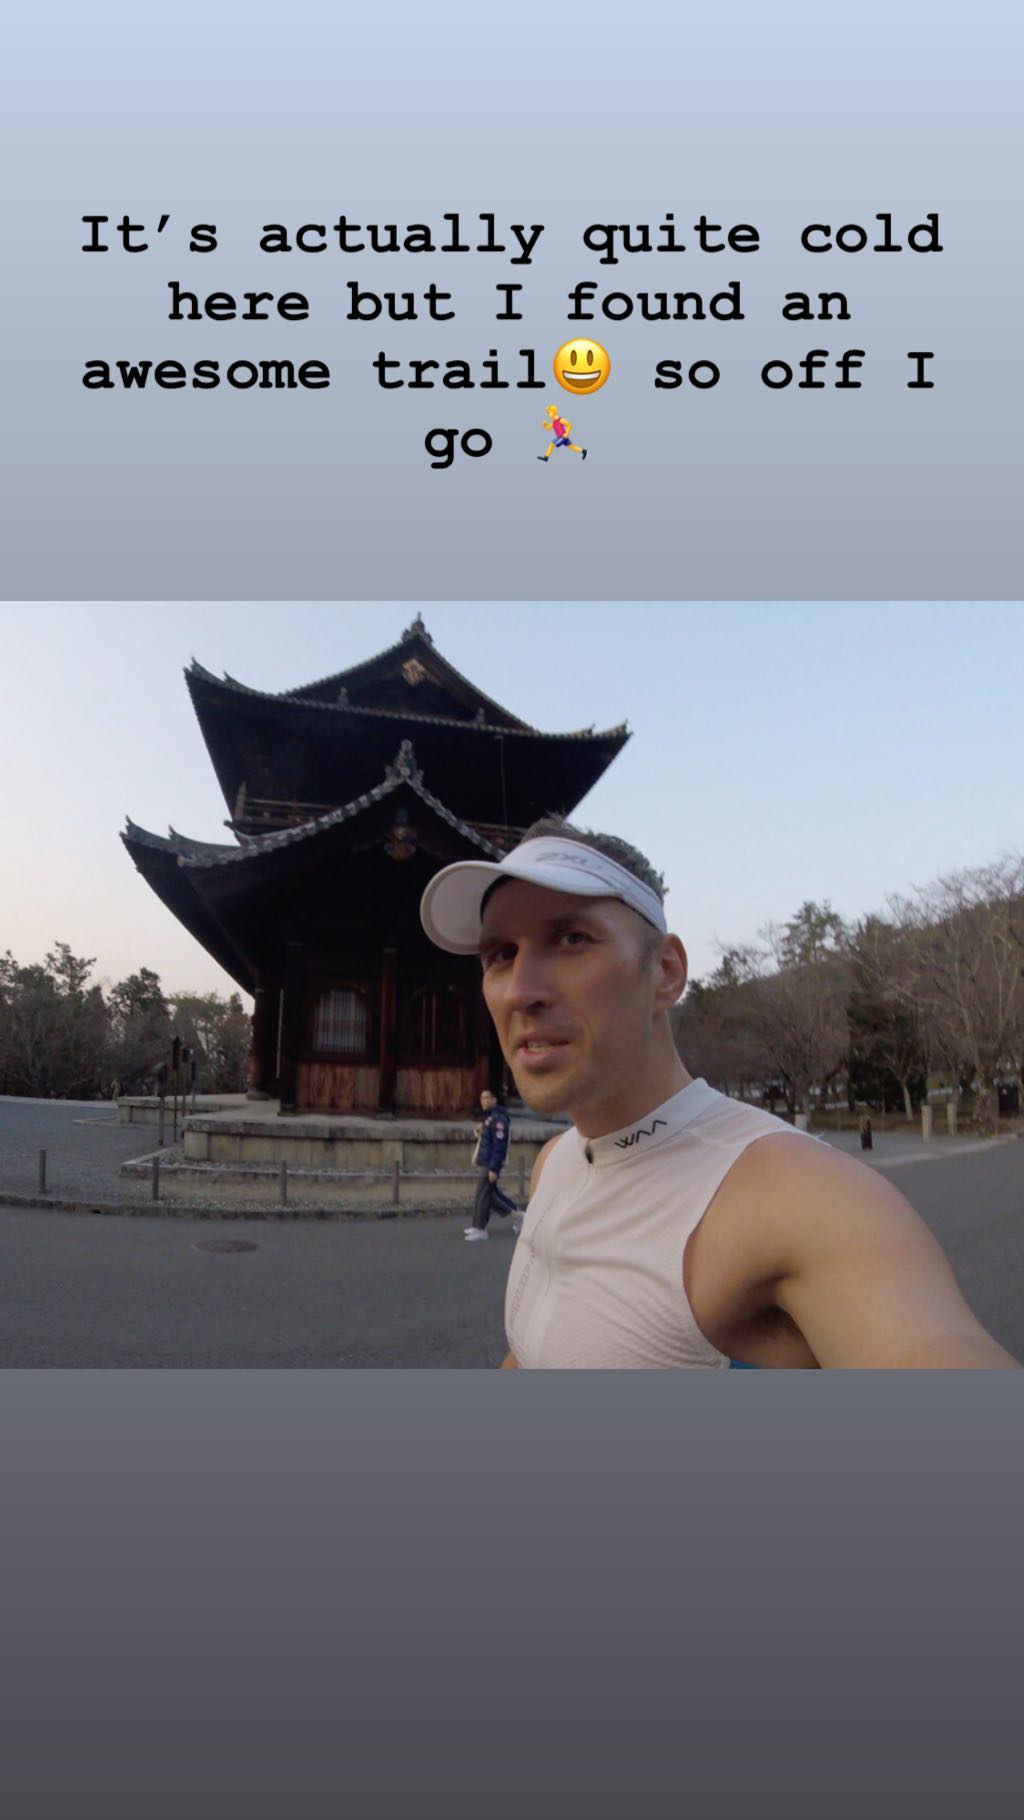 It’s actually quite cold
here but I found an
awesome trail😃 so off I
go 🏃
2XU
WAA